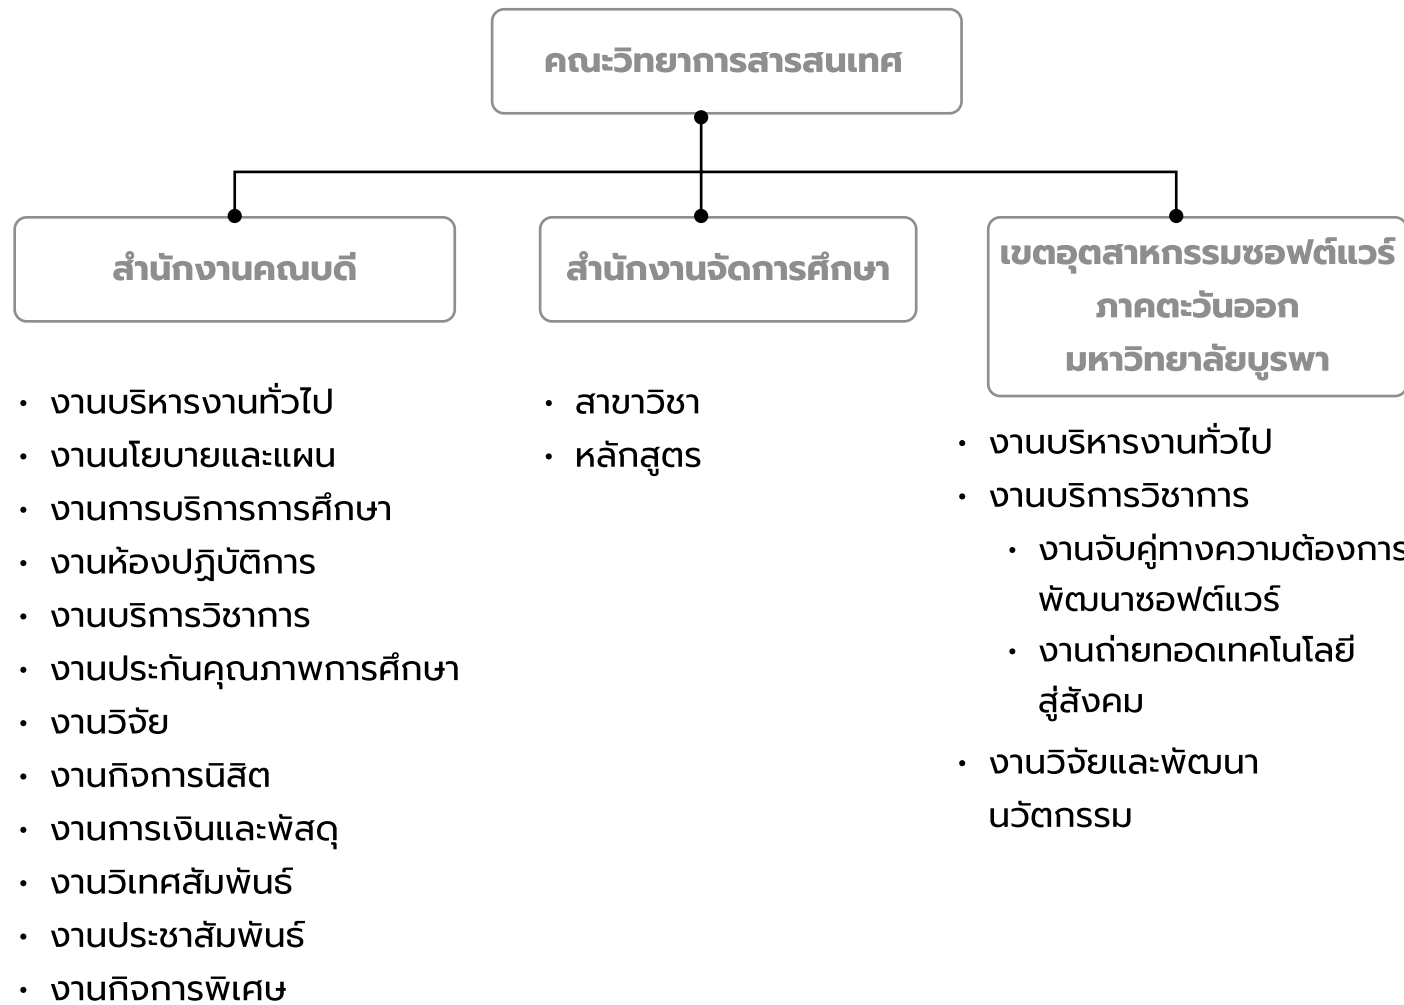 คณะวิทยาการสารสนเทศ
สำนักงานคณบดี
• งานบริหารงานทั่วไป
• งานนโยบายและแผน
• งานการบริการการศึกษา
• งานห้องปฏิบัติการ
• งานบริการวิชาการ
• งานประกันคุณภาพการศึกษา
• งานวิจัย
• งานกิจการนิสิต
• งานการเงินและพัสดุ
• งานวิเทศสัมพันธ์
• งานประชาสัมพันธ์
• งานกิจการพิเศษ
สำนักงานจัดการศึกษา
• สาขาวิชา
• หลักสูตร
เขตอุตสาหกรรมซอฟต์แวร์
ภาคตะวันออก
มหาวิทยาลัยบูรพา
• งานบริหารงานทั่วไป
• งานบริการวิชาการ
• งานจับคู่ทางความต้องการ
พัฒนาซอฟต์แวร์
• งานถ่ายทอดเทคโนโลยี
สู่สังคม
• งานวิจัยและพัฒนา
นวัตกรรม